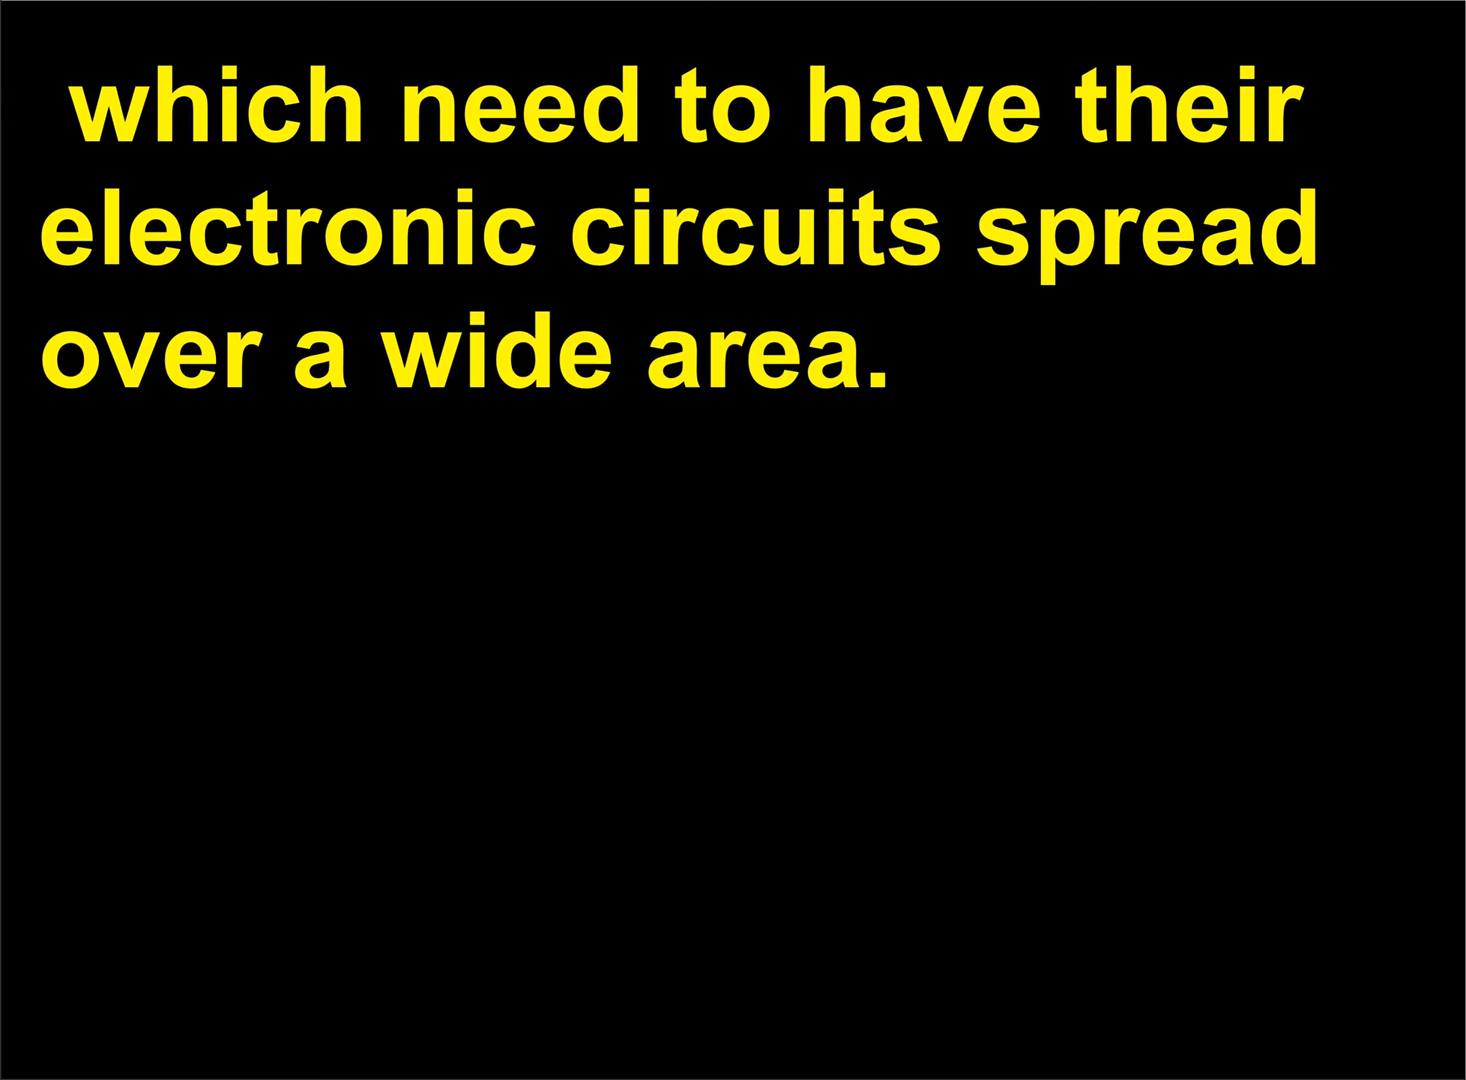 which need to have their
electronic circuits spread
over a wide area.